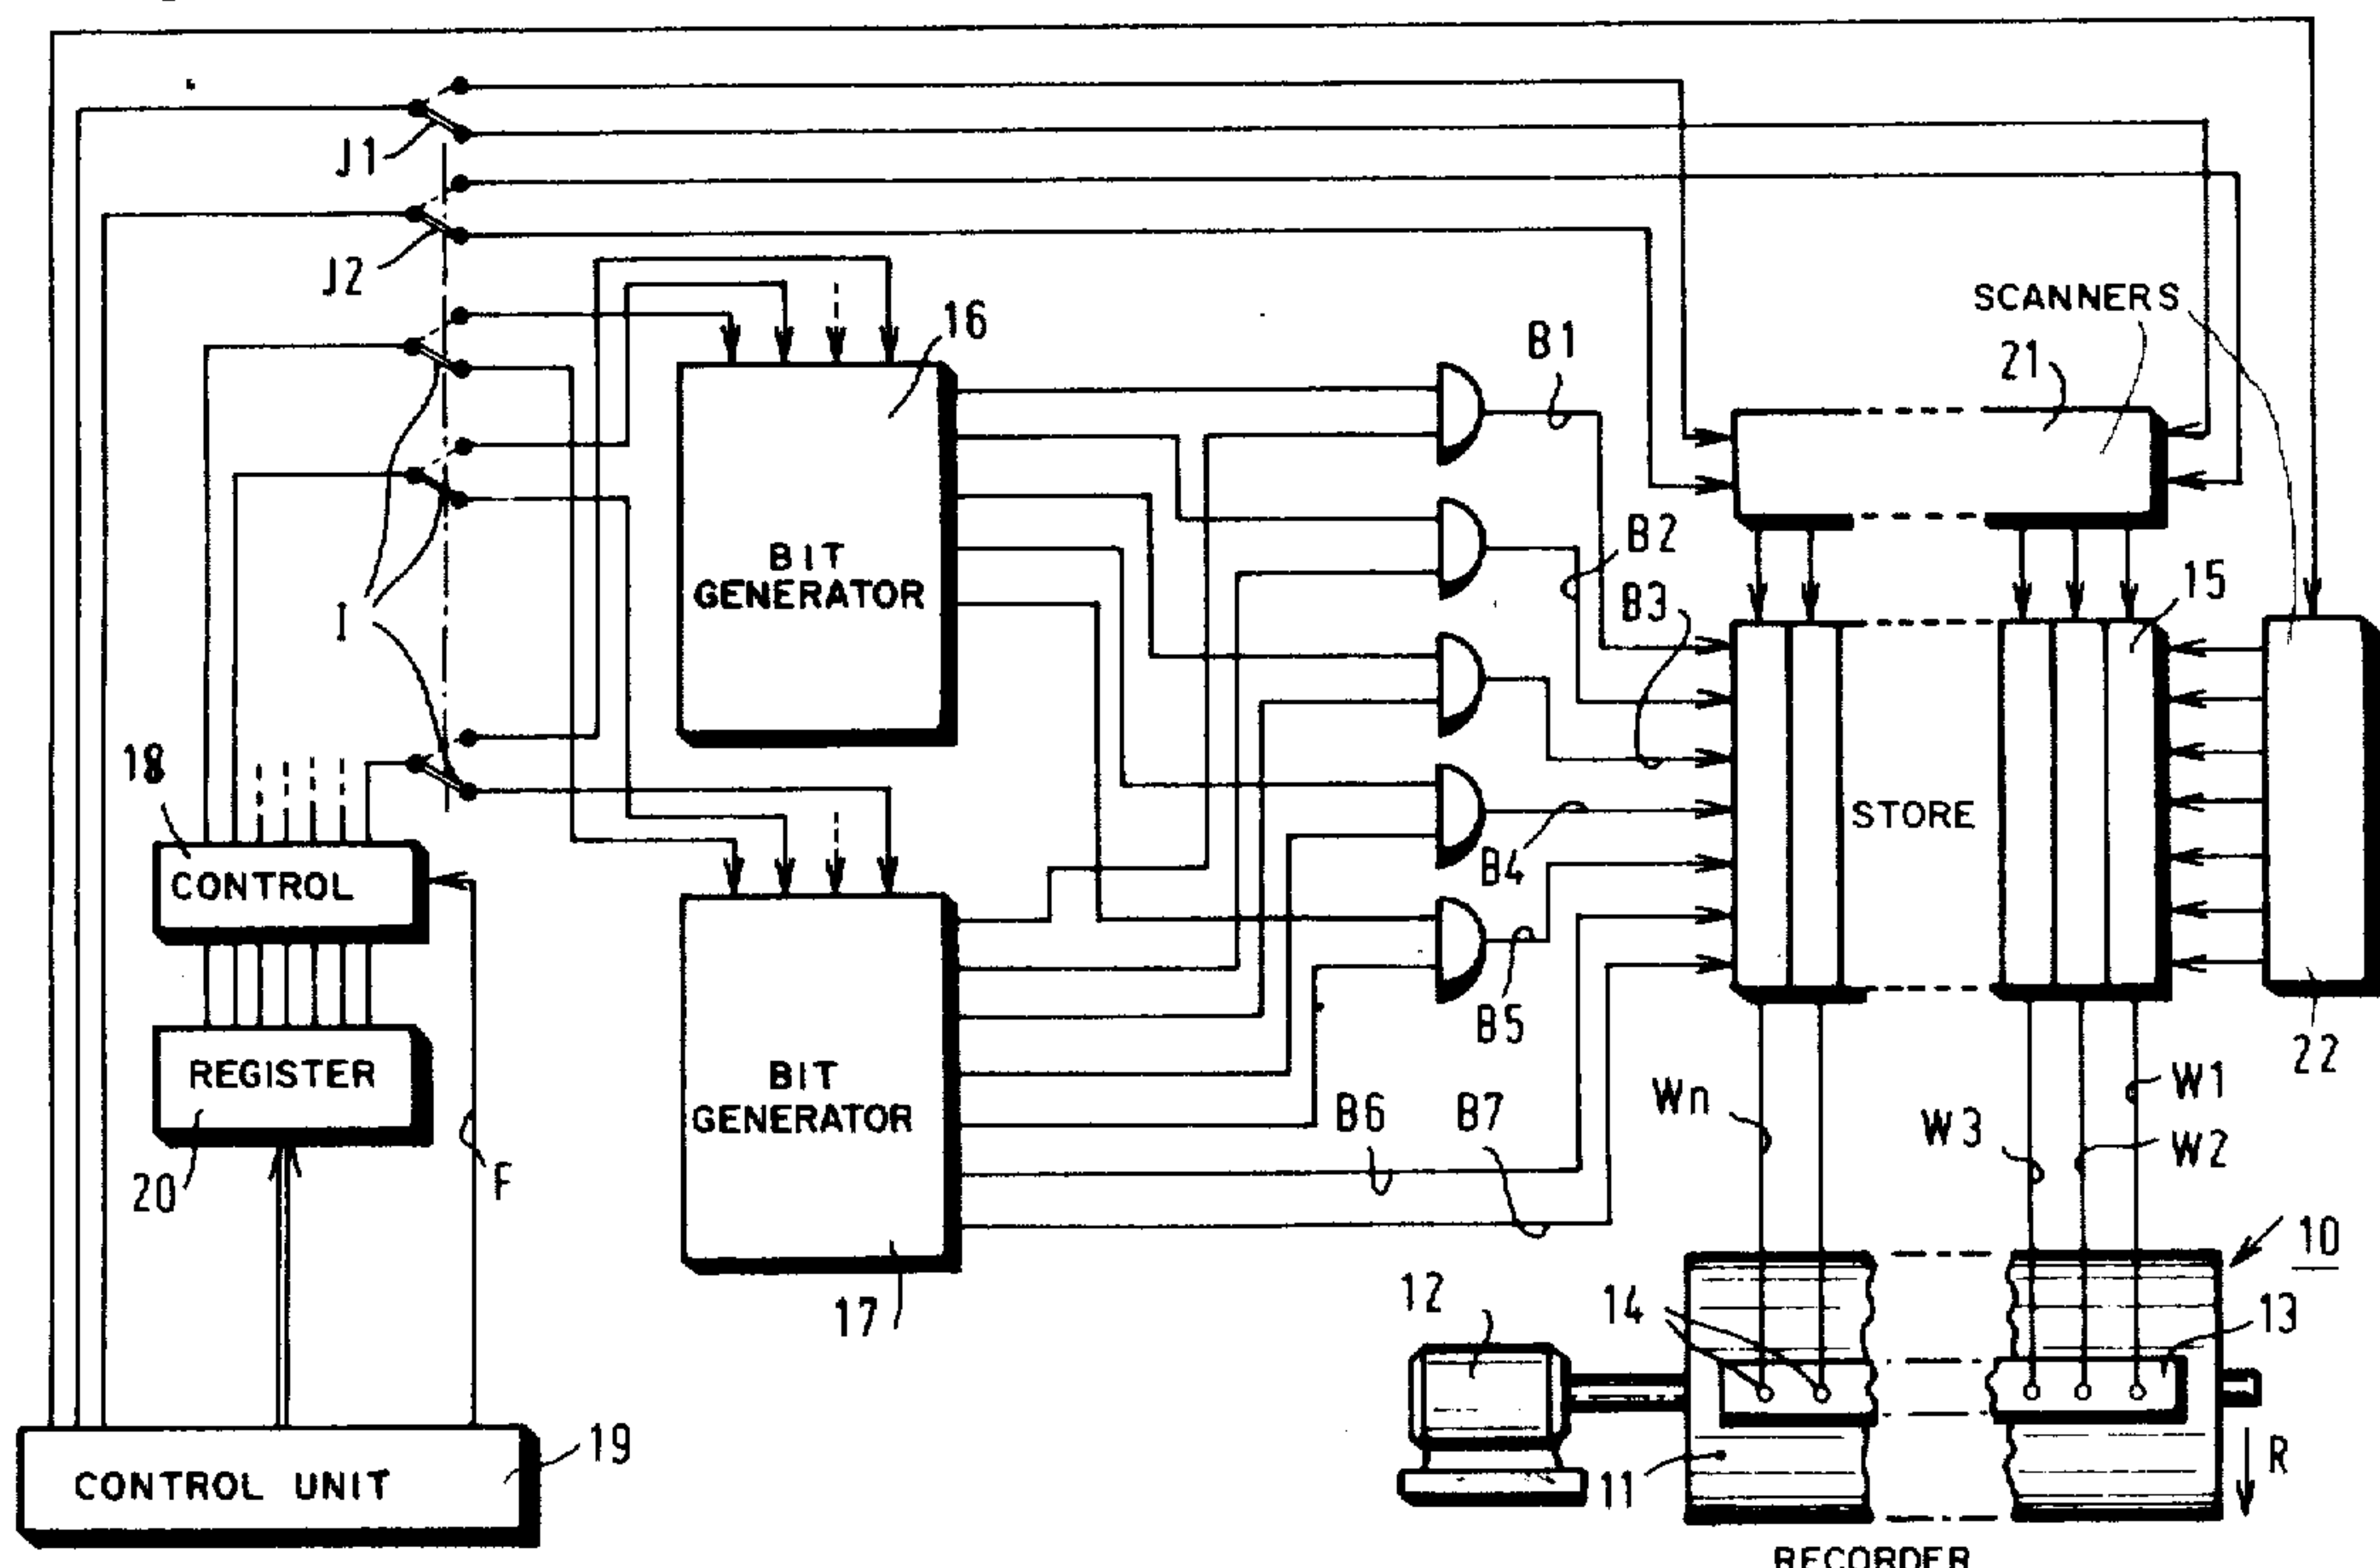 J1
J2
SCANNERS
16
B1
21
B2
BIT
GENERATOR
15
B3
I
18
STORE
CONTROL
B4
B5
REGISTER
22
BIT
GENERATOR
Wn
W1
B6
B7
W3
W2
20
F
10
12
14
13
17
19
CONTROL UNIT
11
R
RECORDER